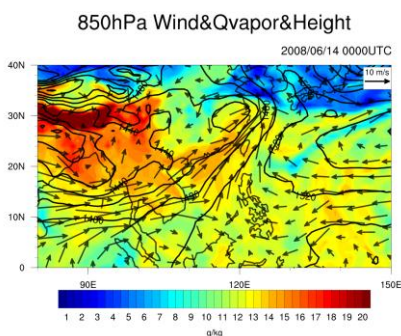 850hPa Wind&Qvapor&Height
2008/06/14 0000UTC
10 m/s
40N
30N
20N
10N
0
90E 120E 150E
1 2 3 4 5 6 7 8 9 10 11 12 13 14 15 16 17 18 19 20
g/kg